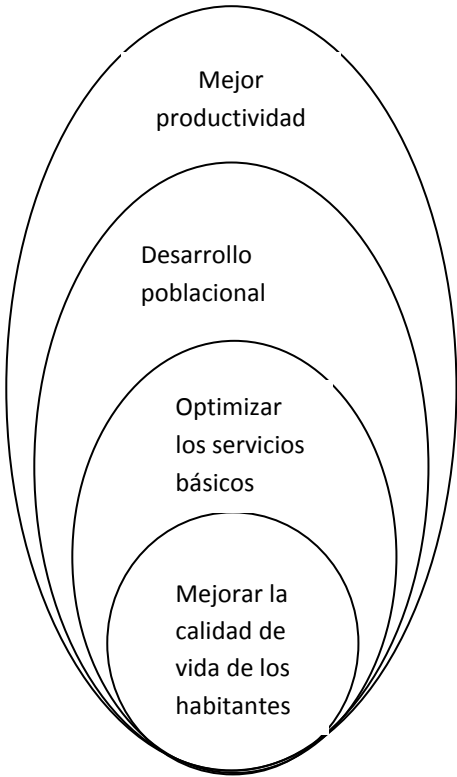 Mejor
productividad
Desarrollo
poblacional
Optimizar
los servicios
básicos
Mejorar la
calidad de
vida de los
habitantes